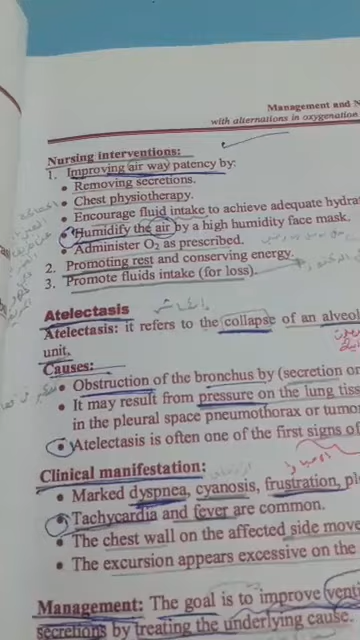 Management and N
with alternations in oxygenation
Nursing interventions:
1. Improving air way patency by:
• Removing secretions.
• Chest physiotherapy.
• Encourage fluid intake to achieve adequate hydra
• Humidify the air by a high humidity face mask.
• Administer O₂ as prescribed.
2. Promoting rest and conserving energy.
3. Promote fluids intake (for loss).
Atelectasis
Atelectasis: it refers to the collapse of an alveol
unit.
Causes:
• Obstruction of the bronchus by (secretion or
• It may result from pressure on the lung tiss
in the pleural space pneumothorax or tumo
• Atelectasis is often one of the first signs of
Clinical manifestation:
• Marked dyspnea, cyanosis, frustration, pl
• Tachycardia and fever are common.
• The chest wall on the affected side move
• The excursion appears excessive on the
Management: The goal is to improve venti
secretions by treating the underlying cause.